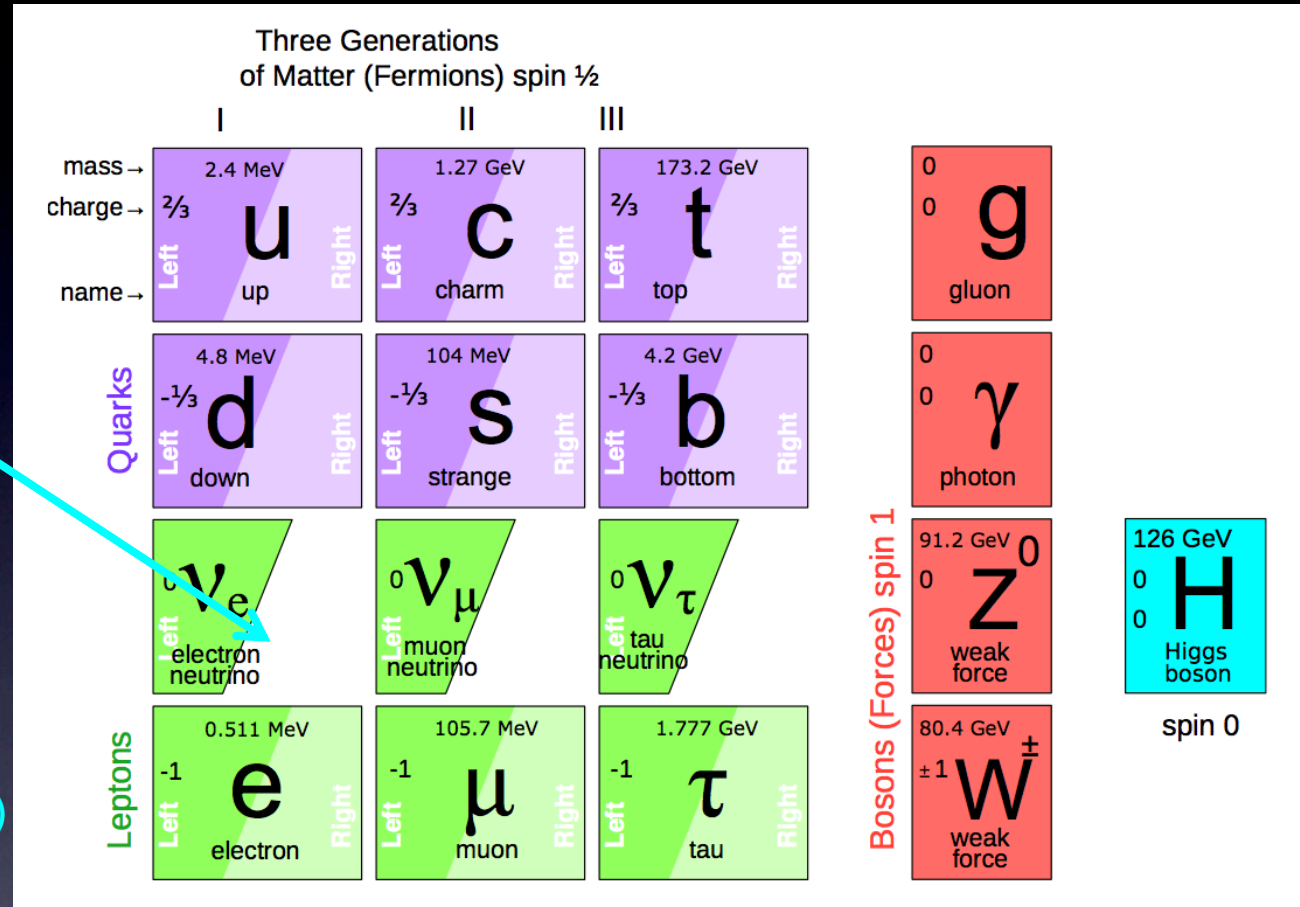 Three Generations
of Matter (Fermions) spin ½
I II III
mass→
charge→
name→
2.4 MeV
⅔
u
Left
Right
up
1.27 GeV
⅔
c
Left
Right
charm
173.2 GeV
⅔
t
Left
Right
top
Quarks
4.8 MeV
-⅓
d
Left
Right
down
104 MeV
-⅓
s
Left
Right
strange
4.2 GeV
-⅓
b
Left
Right
bottom
0
νe
Left
electron
neutrino
0
νμ
Left
muon
neutrino
0
ντ
Left
tau
neutrino
Leptons
0.511 MeV
-1
e
Left
Right
electron
105.7 MeV
-1
μ
Left
Right
muon
1.777 GeV
-1
τ
Left
Right
tau
Bosons (Forces) spin 1
0
0
g
gluon
0
0
γ
photon
91.2 GeV
0
Z0
weak
force
80.4 GeV
±1
W±
weak
force
126 GeV
0
0
H
Higgs
boson
spin 0